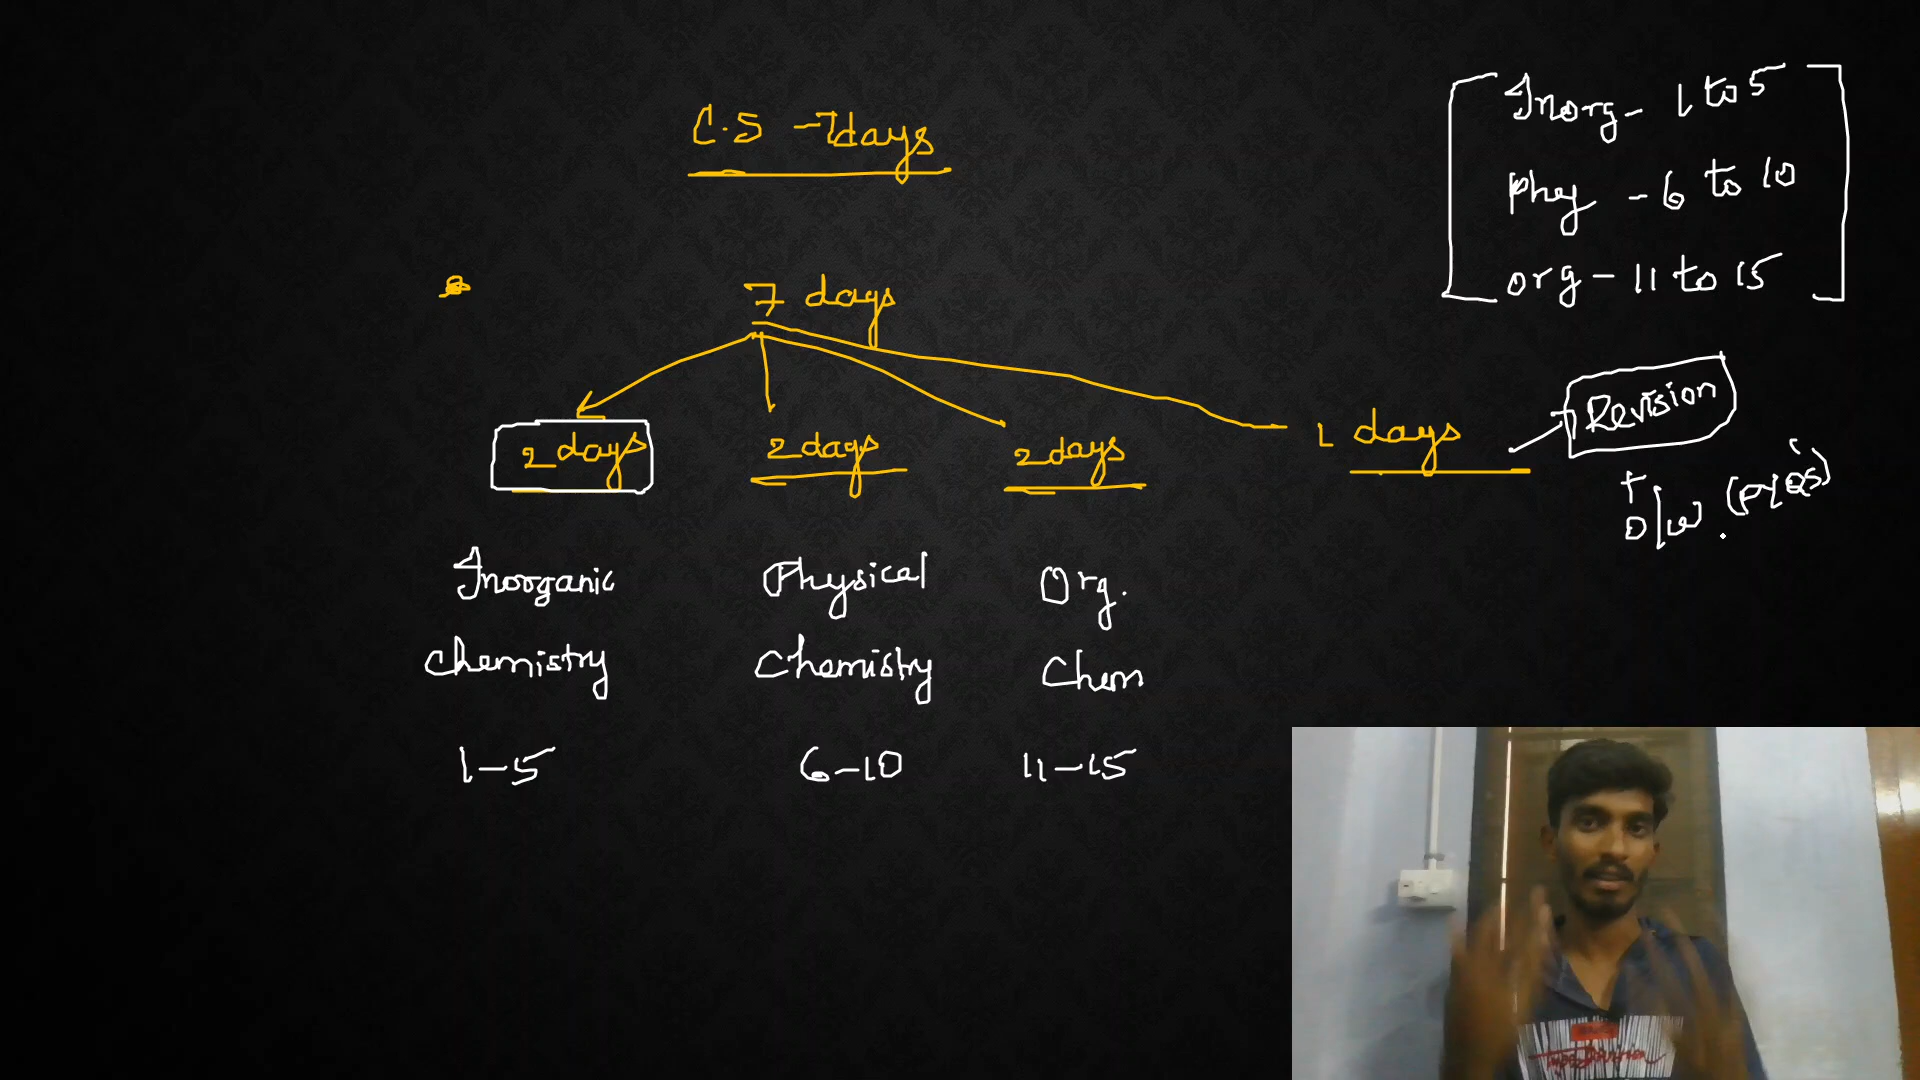 C.S - 7days
7 days
2 days
2 days
2 days
1 days
Inorganic
Chemistry
1-5
Physical
Chemistry
6-10
Org.
Chem
11-15
Inorg - 1 to 5
Phy - 6 to 10
org - 11 to 15
Revision
+
D/W (PYQ's)